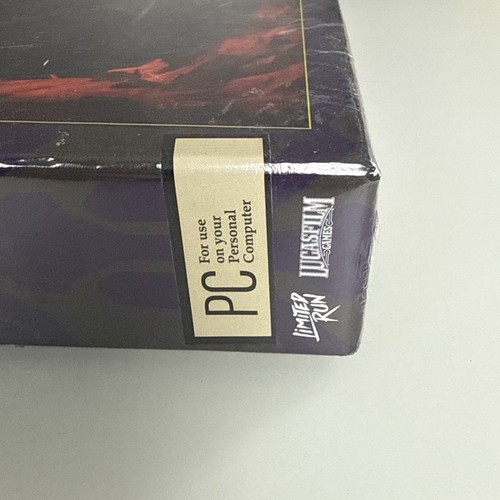 PC
For use
on your
Personal
Computer
LIMITED
RUN
LUCASFILM
GAMES